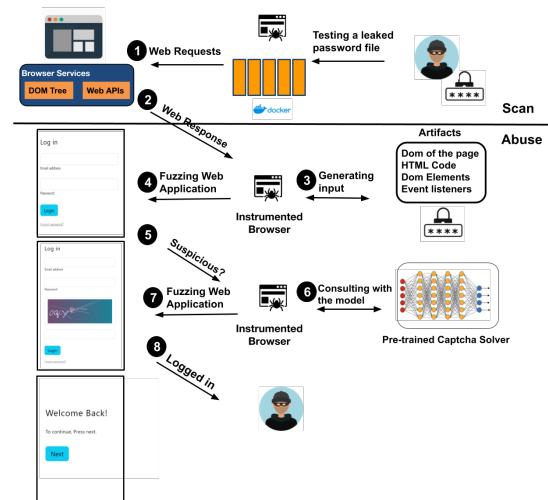 Testing a leaked
password file
1 Web Requests
Browser Services
DOM Tree
Web APIs
docker
****
Scan
2 Web Response
Abuse
Artifacts
Dom of the page
HTML Code
Dom Elements
Event listeners
****
Log in
Email address
Password
Login
4 Fuzzing Web
Application
3 Generating
input
Instrumented
Browser
5 Suspicious?
Log in
Email address
Password
Login
7 Fuzzing Web
Application
6 Consulting with
the model
Instrumented
Browser
Pre-trained Captcha Solver
8 Logged in
Welcome Back!
To continue, Press next.
Next